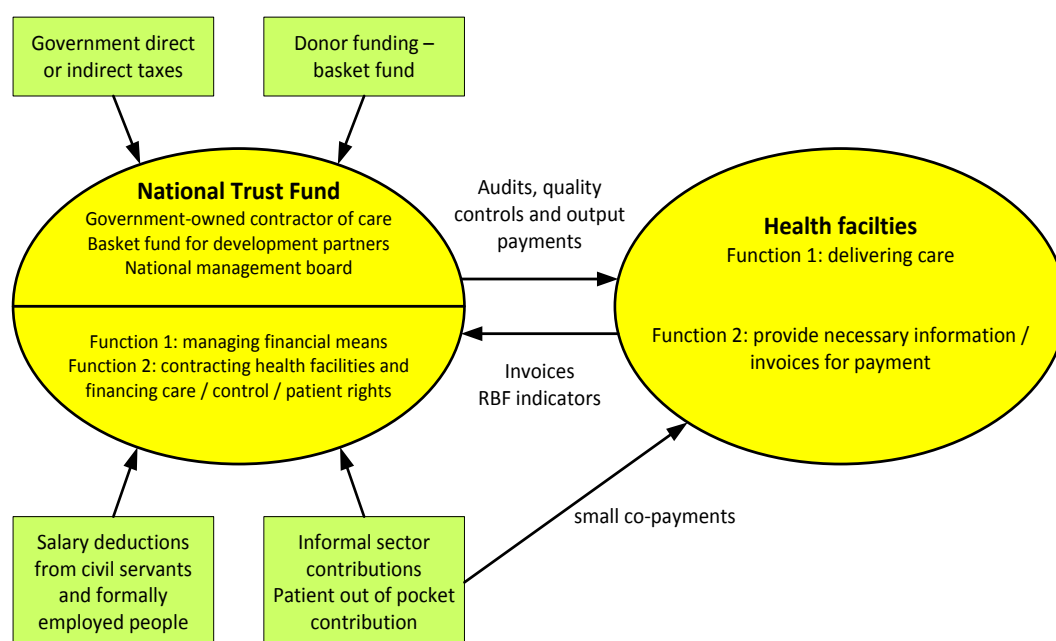 Government direct
or indirect taxes
Donor funding –
basket fund
National Trust Fund
Government-owned contractor of care
Basket fund for development partners
National management board
Function 1: managing financial means
Function 2: contracting health facilities and
financing care / control / patient rights
Audits, quality
controls and output
payments
Invoices
RBF indicators
Health facilties
Function 1: delivering care
Function 2: provide necessary information /
invoices for payment
small co-payments
Salary deductions
from civil servants
and formally
employed people
Informal sector
contributions
Patient out of pocket
contribution